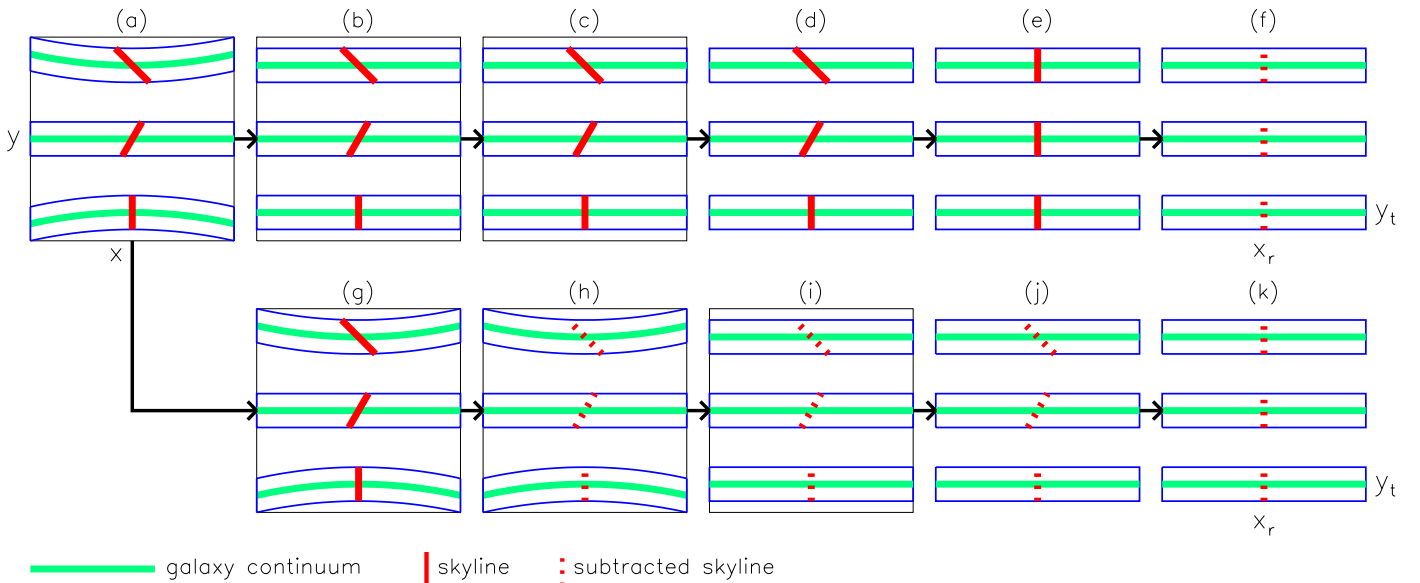 (a) (b) (c) (d) (e) (f)
y
y_t
x
x_r
(g) (h) (i) (j) (k)
y_t
x_r
galaxy continuum skyline subtracted skyline